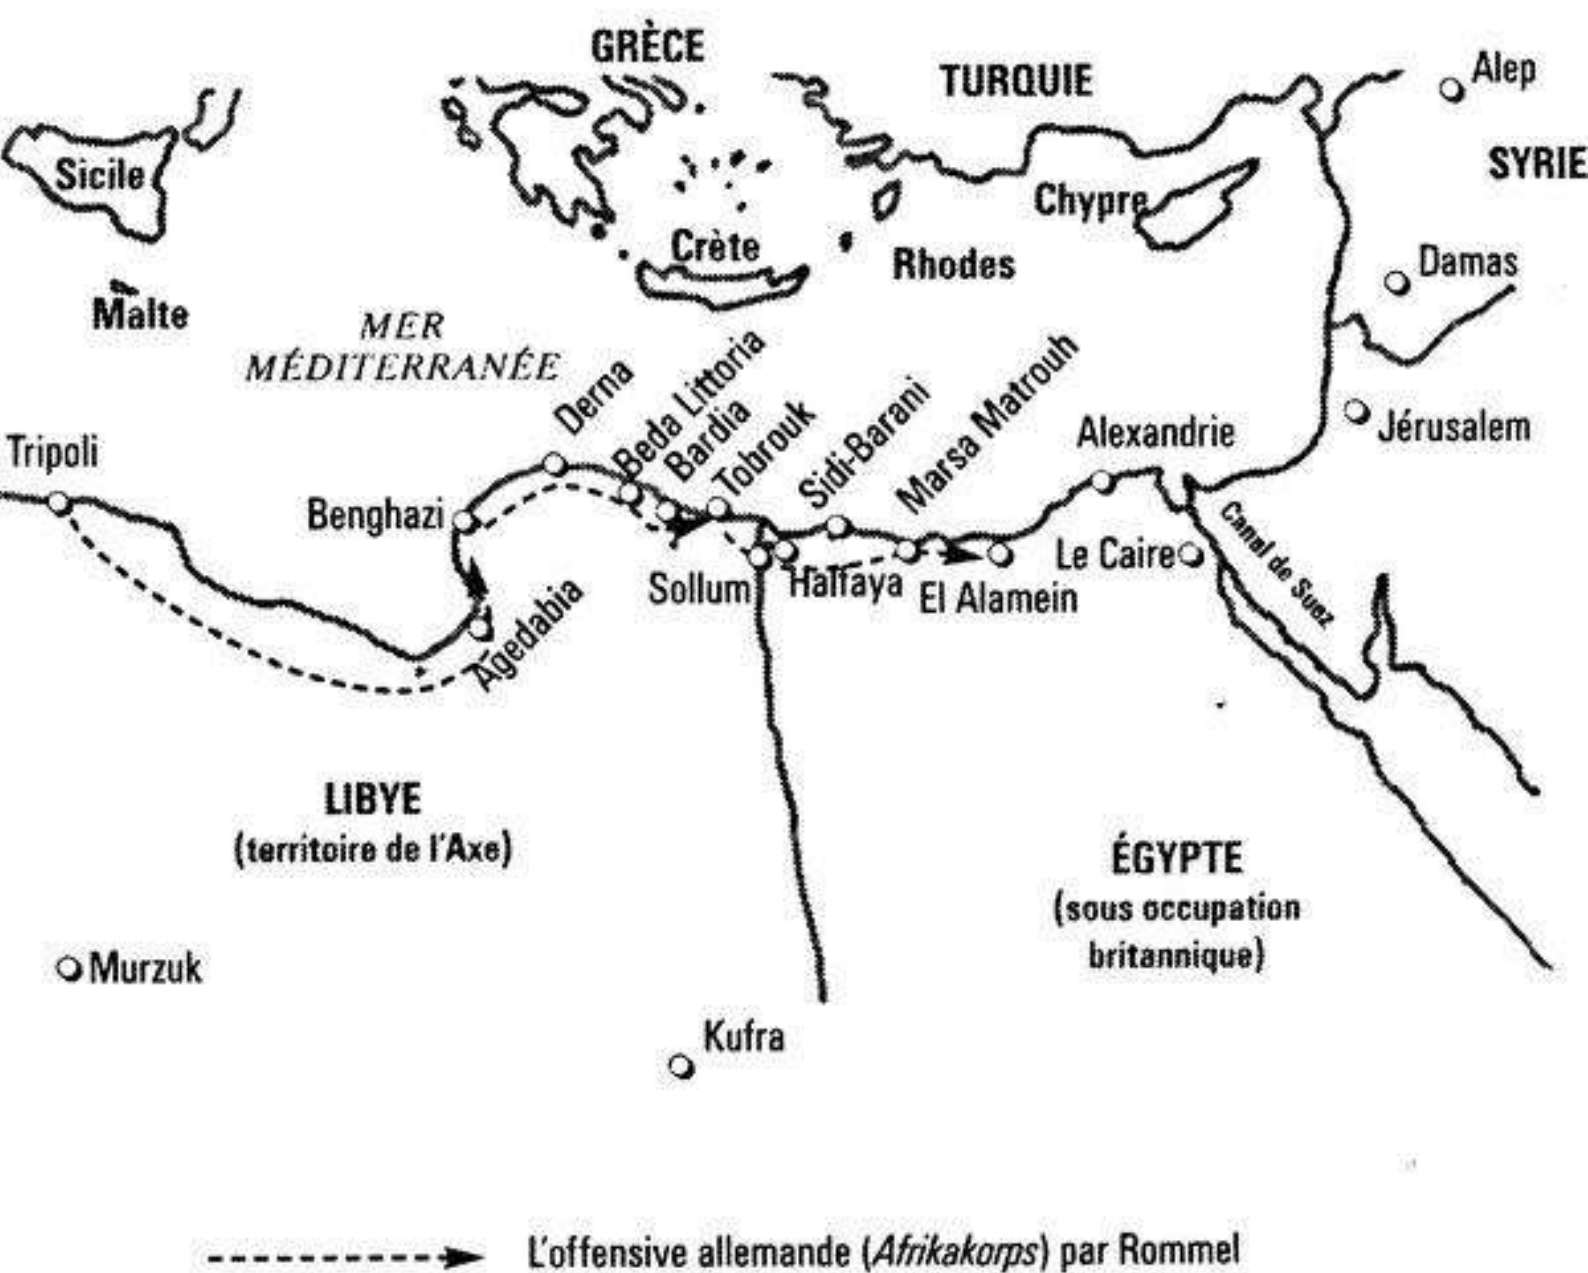 GRÈCE
TURQUIE
Alep
SYRIE
Sicile
Chypre
Crète
Rhodes
Damas
Malte
MER
MÉDITERRANÉE
Derna
Beda Littoria
Bardia
Tobrouk
Sidi-Barani
Marsa Matrouh
Alexandrie
Jérusalem
Tripoli
Benghazi
Agedabia
Sollum
Halfaya
El Alamein
Le Caire
Canal de Suez
LIBYE
(territoire de l'Axe)
ÉGYPTE
(sous occupation
britannique)
Murzuk
Kufra
L'offensive allemande (Afrikakorps) par Rommel